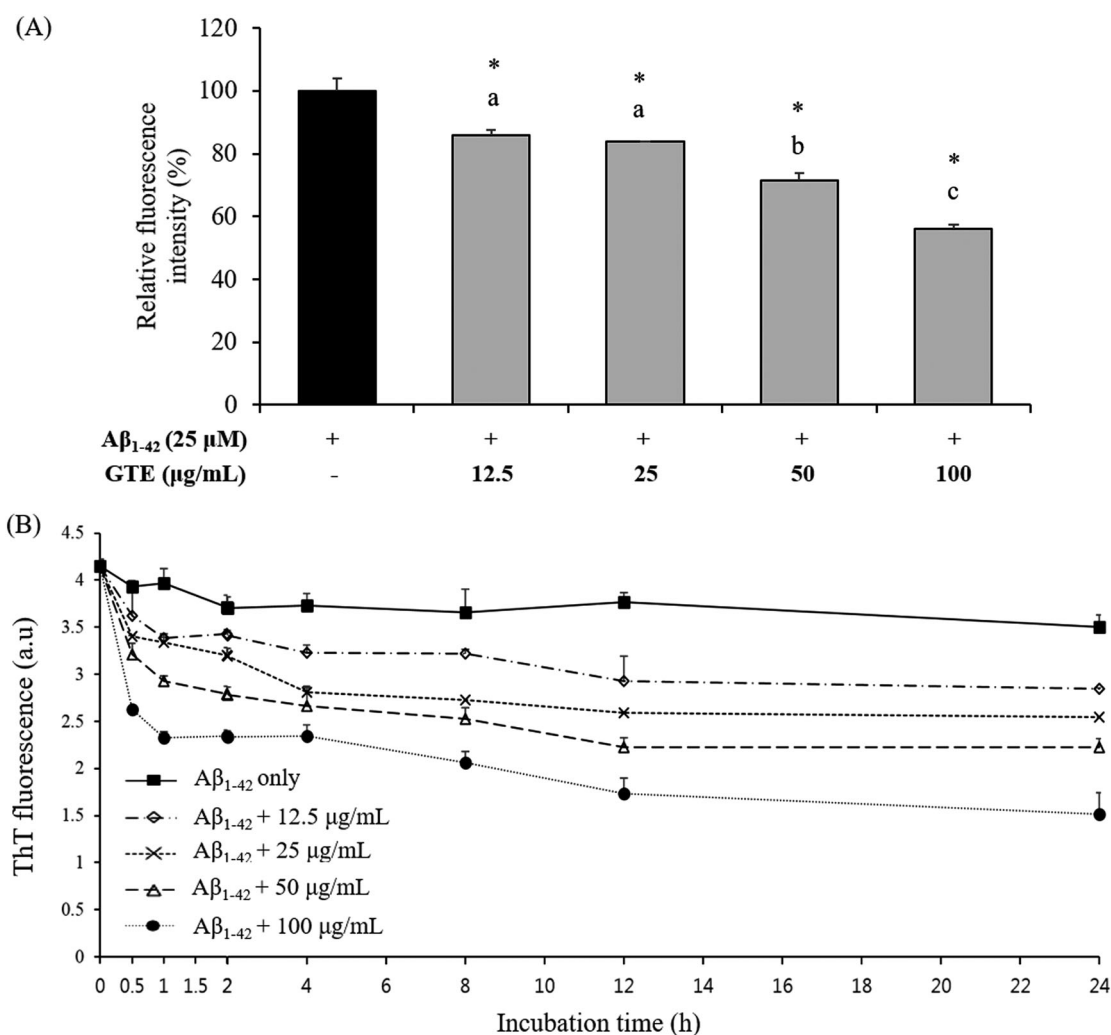 (A)
120
100
80
60
40
20
0
Relative fluorescence
intensity (%)
* * * *
a a b c
Aβ1-42 (25 μM) + + + + +
GTE (μg/mL) - 12.5 25 50 100
(B)
4.5
4
3.5
3
2.5
2
1.5
1
0.5
0
ThT fluorescence (a.u)
Aβ1-42 only
Aβ1-42 + 12.5 μg/mL
Aβ1-42 + 25 μg/mL
Aβ1-42 + 50 μg/mL
Aβ1-42 + 100 μg/mL
0 0.5 1 1.5 2 4 6 8 10 12 14 16 18 20 22 24
Incubation time (h)